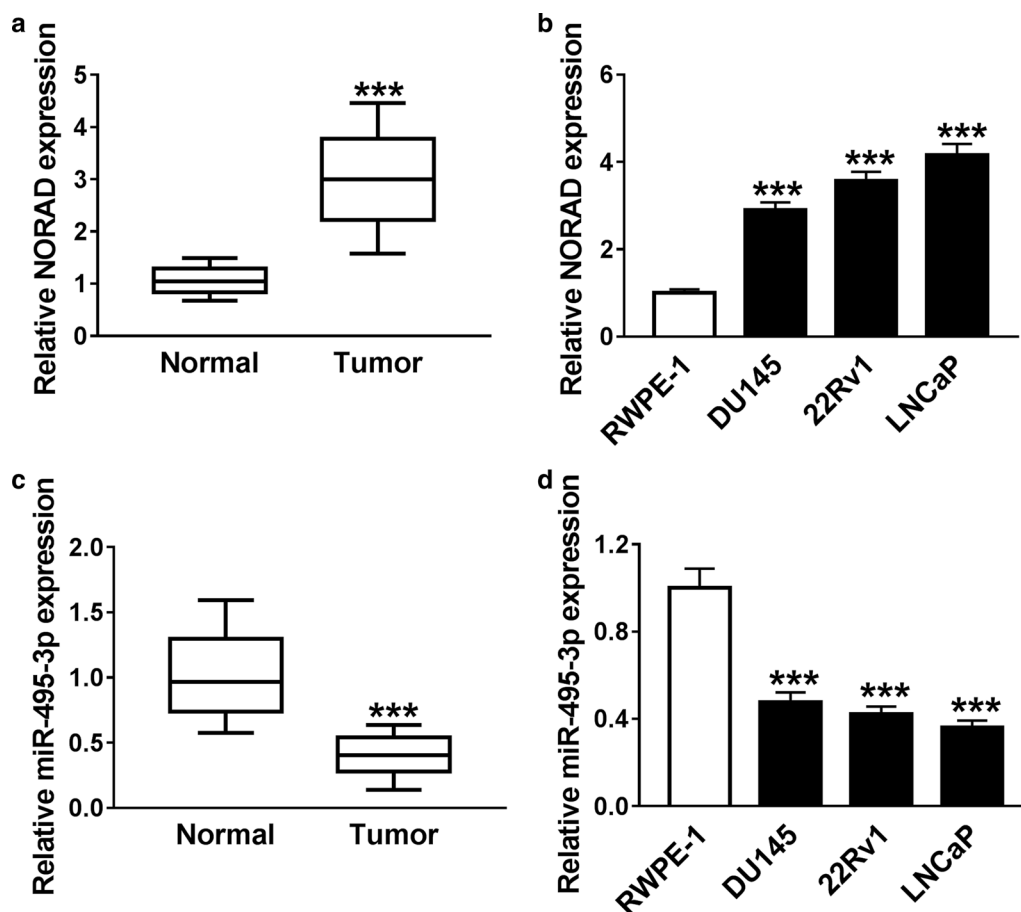 a
Relative NORAD expression
5
4
3
2
1
0
***
Normal
Tumor
b
Relative NORAD expression
6
4
2
0
***
***
***
RWPE-1
DU145
22Rv1
LNCaP
c
Relative miR-495-3p expression
2.0
1.5
1.0
0.5
0.0
***
Normal
Tumor
d
Relative miR-495-3p expression
1.2
0.8
0.4
0.0
***
***
***
RWPE-1
DU145
22Rv1
LNCaP